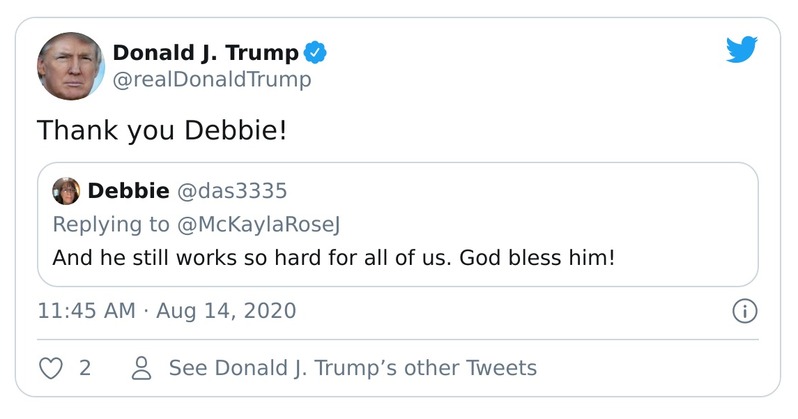 Donald J. Trump
@realDonaldTrump
Thank you Debbie!
Debbie @das3335
Replying to @McKaylaRoseJ
And he still works so hard for all of us. God bless him!
11:45 AM · Aug 14, 2020
2
See Donald J. Trump’s other Tweets